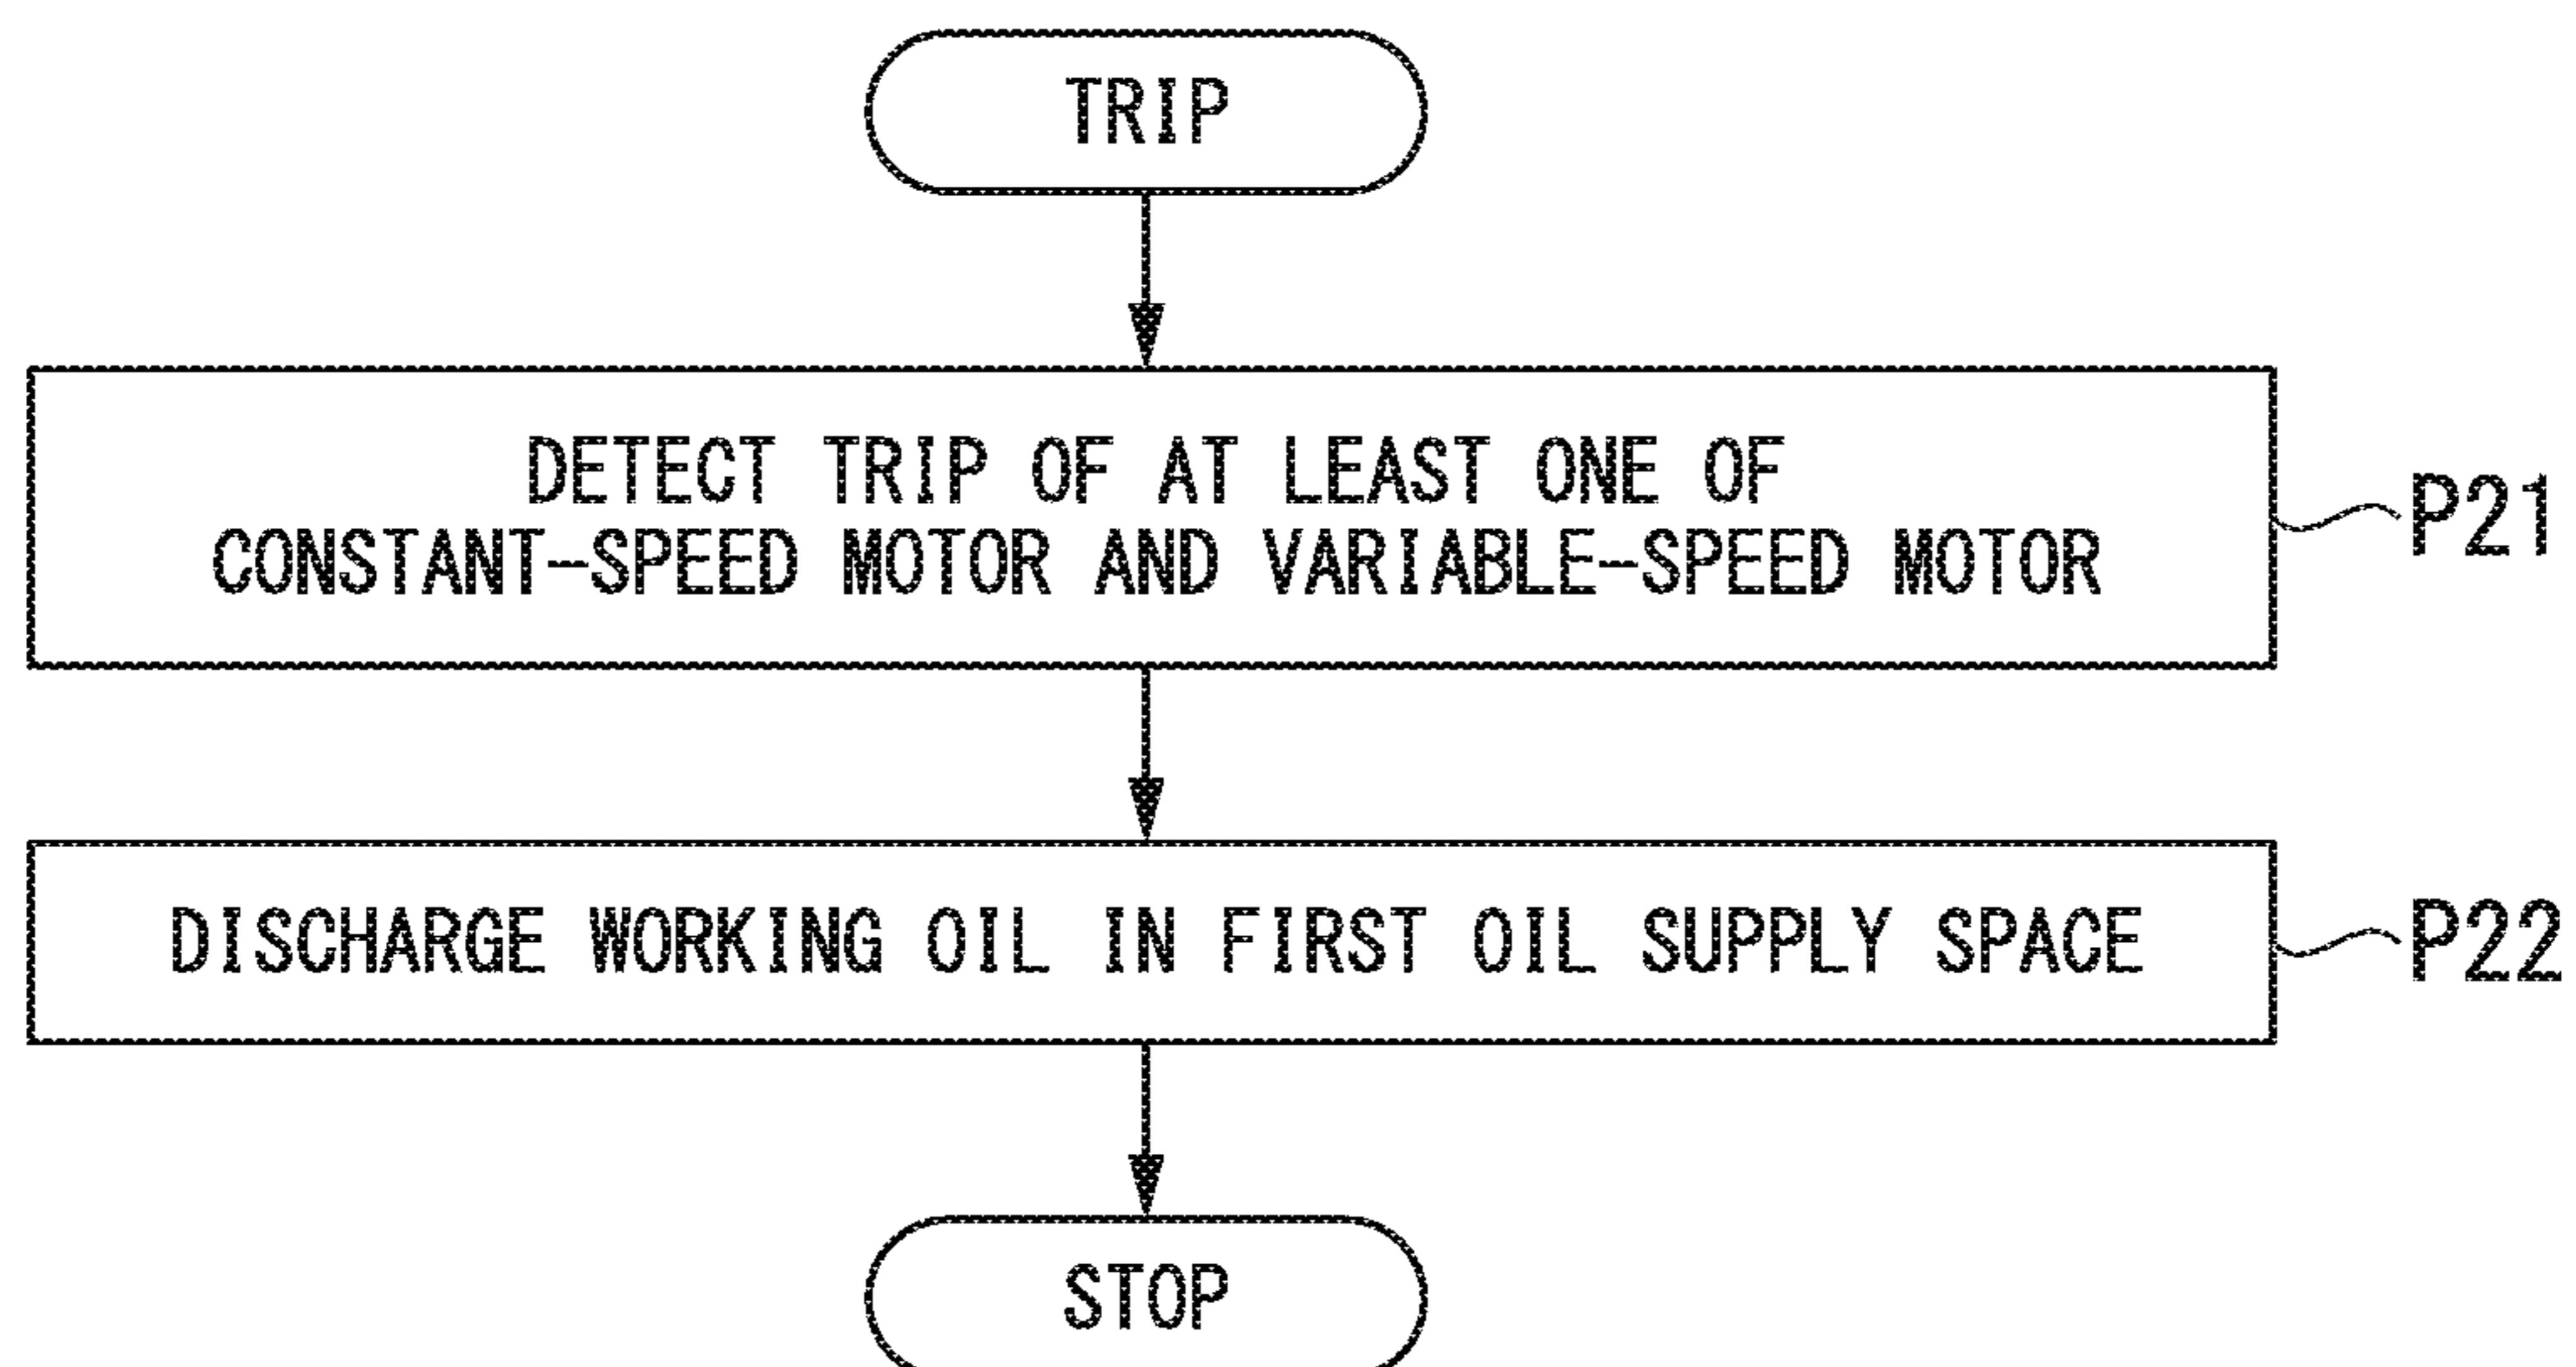 TRIP
DETECT TRIP OF AT LEAST ONE OF
CONSTANT-SPEED MOTOR AND VARIABLE-SPEED MOTOR
P21
DISCHARGE WORKING OIL IN FIRST OIL SUPPLY SPACE
P22
STOP